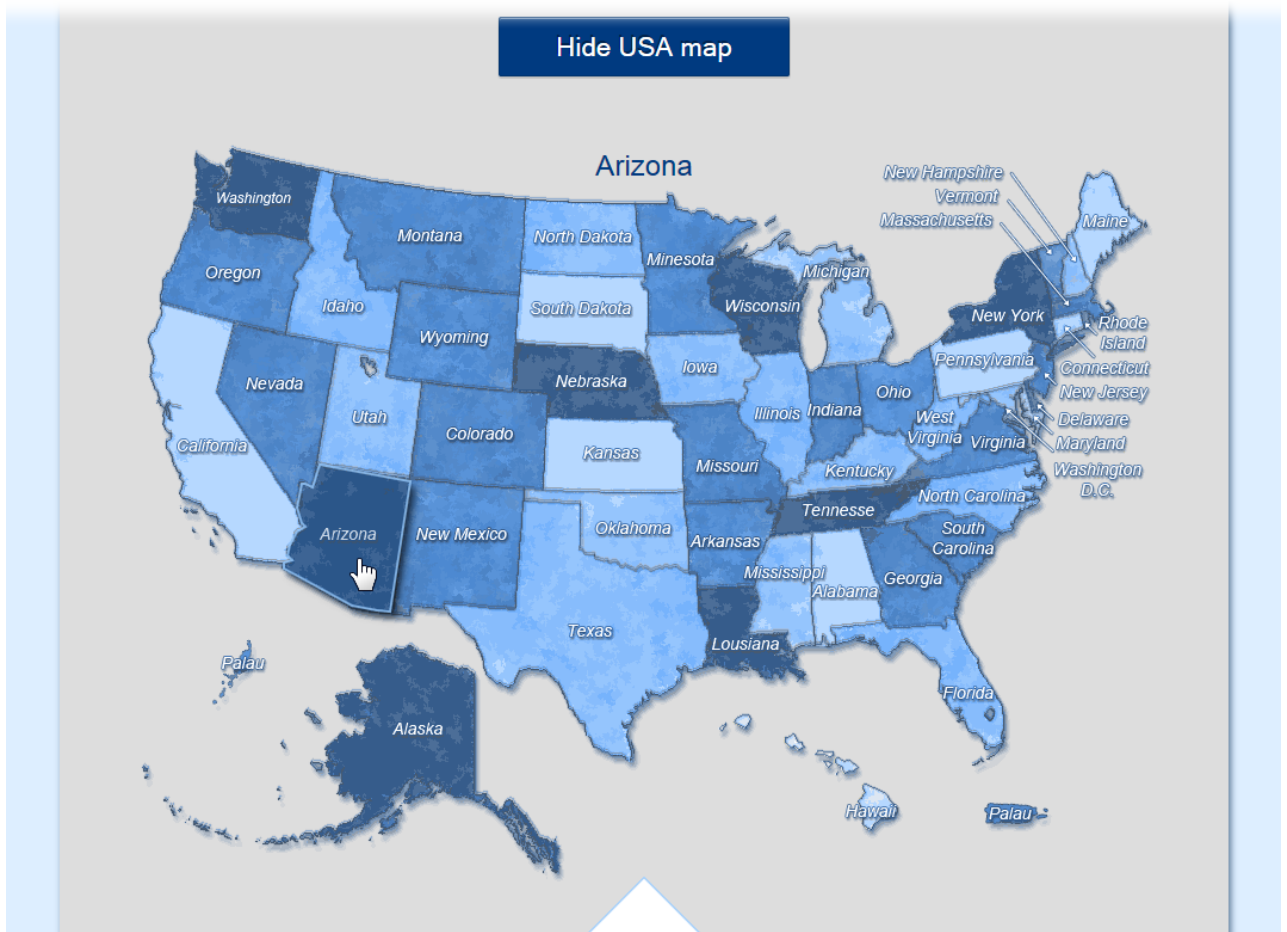 Hide USA map
Arizona
New Hampshire
Vermont
Massachusetts
Maine
Washington
Montana
North Dakota
Minesota
Michigan
Oregon
Idaho
South Dakota
Wisconsin
New York
Rhode
Island
Wyoming
Nebraska
Iowa
Pennsylvania
Connecticut
New Jersey
Nevada
Utah
Colorado
Kansas
Illinois
Indiana
Ohio
West
Virginia
Virginia
Delaware
Maryland
Washington
D.C.
California
Missouri
Kentucky
North Carolina
Arizona
New Mexico
Oklahoma
Arkansas
Tennesse
South
Carolina
Mississippi
Alabama
Georgia
Texas
Lousiana
Florida
Palau
Alaska
Hawaii
Palau